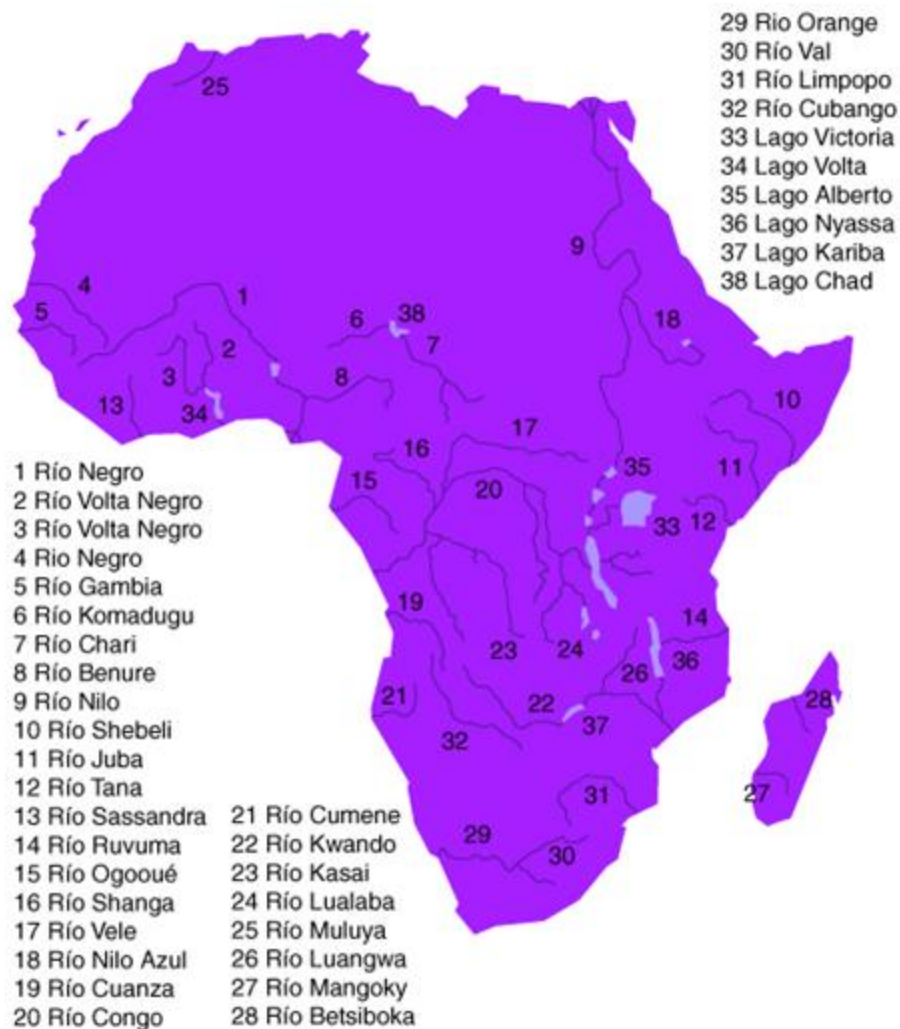 29 Rio Orange
30 Río Val
31 Río Limpopo
32 Río Cubango
33 Lago Victoria
34 Lago Volta
35 Lago Alberto
36 Lago Nyassa
37 Lago Kariba
38 Lago Chad
25
9
4
5
1
6
38
7
18
2
3
8
10
13
34
17
16
15
20
35
11
33
12
19
14
23
24
26
36
21
22
37
32
28
27
31
29
30
1 Río Negro
2 Río Volta Negro
3 Río Volta Negro
4 Rio Negro
5 Río Gambia
6 Río Komadugu
7 Río Chari
8 Río Benure
9 Río Nilo
10 Río Shebeli
11 Río Juba
12 Río Tana
13 Río Sassandra
14 Río Ruvuma
15 Río Ogooué
16 Río Shanga
17 Río Vele
18 Río Nilo Azul
19 Río Cuanza
20 Río Congo
21 Río Cumene
22 Río Kwando
23 Río Kasai
24 Río Lualaba
25 Río Muluya
26 Río Luangwa
27 Río Mangoky
28 Río Betsiboka